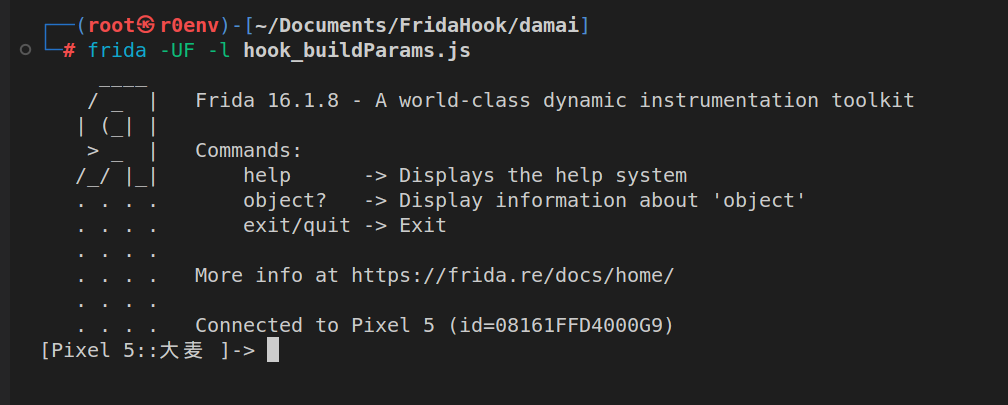 ┌──(root㉿r0env)-[~/Documents/FridaHook/damai]
└─# frida -UF -l hook_buildParams.js
     ____
    / _  |   Frida 16.1.8 - A world-class dynamic instrumentation toolkit
   | (_| |
    > _  |   Commands:
   /_/ |_|       help      -> Displays the help system
   . . . .       object?   -> Display information about 'object'
   . . . .       exit/quit -> Exit
   . . . .
   . . . .   More info at https://frida.re/docs/home/
   . . . .
   . . . .   Connected to Pixel 5 (id=08161FFD4000G9)
[Pixel 5::大麦 ]->